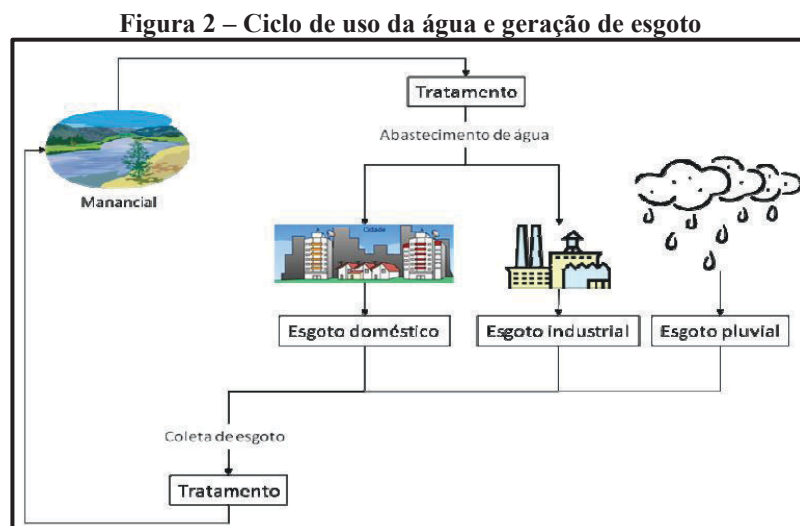 Figura 2 – Ciclo de uso da água e geração de esgoto
Tratamento
Abastecimento de água
Manancial
Cidade
Esgoto doméstico
Esgoto industrial
Esgoto pluvial
Coleta de esgoto
Tratamento